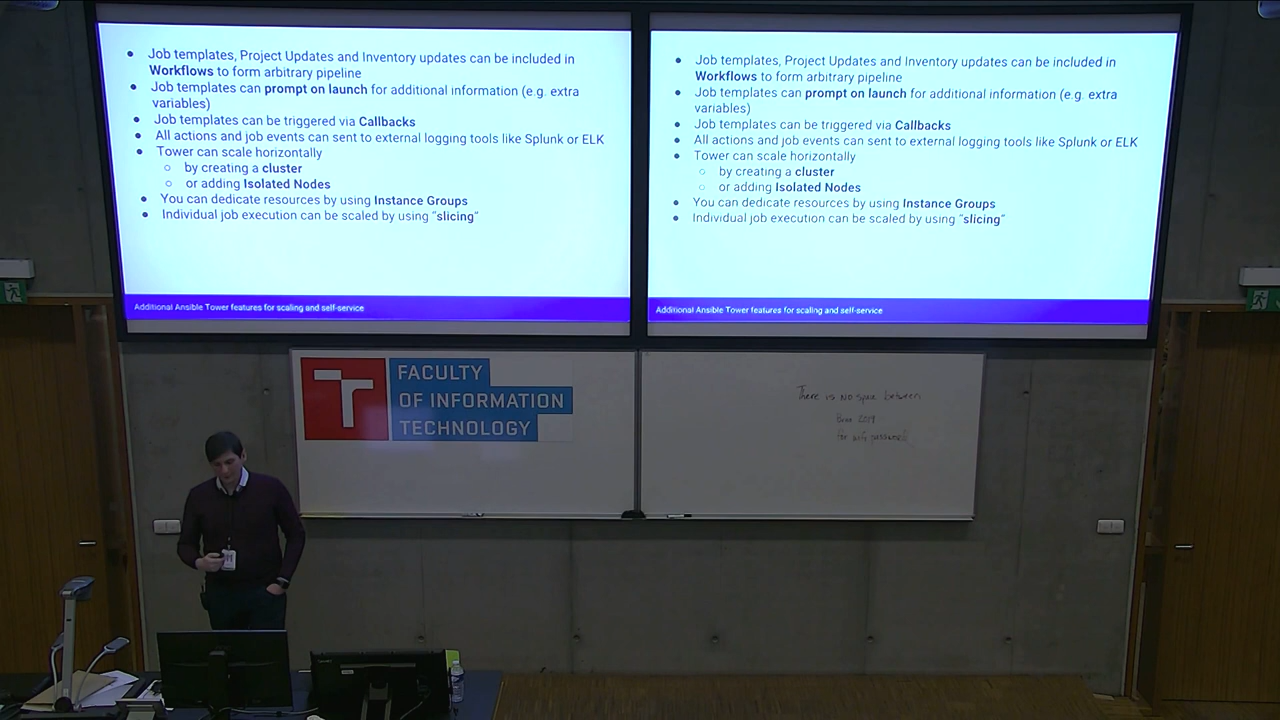 Job templates, Project Updates and Inventory updates can be included in
Workflows to form arbitrary pipeline
Job templates can prompt on launch for additional information (e.g. extra
variables)
Job templates can be triggered via Callbacks
All actions and job events can sent to external logging tools like Splunk or ELK
Tower can scale horizontally
by creating a cluster
or adding Isolated Nodes
You can dedicate resources by using Instance Groups
Individual job execution can be scaled by using "slicing"
Additional Ansible Tower features for scaling and self-service
Job templates, Project Updates and Inventory updates can be included in
Workflows to form arbitrary pipeline
Job templates can prompt on launch for additional information (e.g. extra
variables)
Job templates can be triggered via Callbacks
All actions and job events can sent to external logging tools like Splunk or ELK
Tower can scale horizontally
by creating a cluster
or adding Isolated Nodes
You can dedicate resources by using Instance Groups
Individual job execution can be scaled by using "slicing"
Additional Ansible Tower features for scaling and self-service
FACULTY
OF INFORMATION
TECHNOLOGY
There is NO space between
2019
for